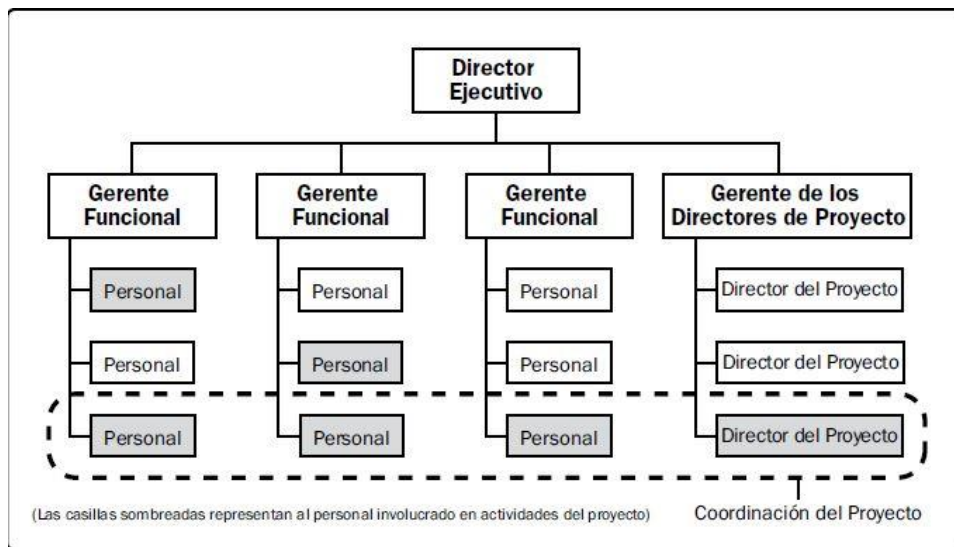 Director
Ejecutivo
Gerente
Funcional
Gerente
Funcional
Gerente
Funcional
Gerente de los
Directores de Proyecto
Personal
Personal
Personal
Director del Proyecto
Personal
Personal
Personal
Director del Proyecto
Personal
Personal
Personal
Director del Proyecto
(Las casillas sombreadas representan al personal involucrado en actividades del proyecto)
Coordinación del Proyecto